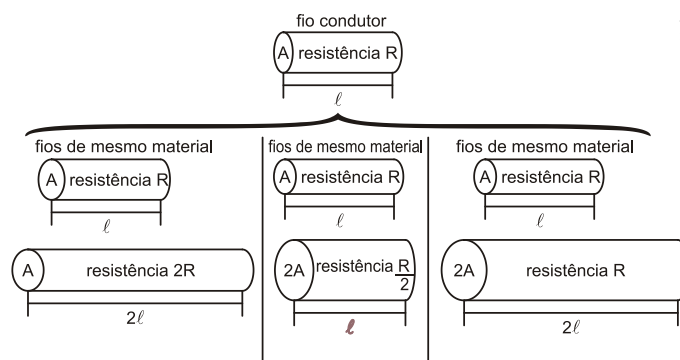 fio condutor
A resistência R
ℓ
fios de mesmo material
A resistência R
ℓ
A resistência 2R
2ℓ
fios de mesmo material
A resistência R
ℓ
2A resistência R/2
ℓ
fios de mesmo material
A resistência R
ℓ
2A resistência R
2ℓ